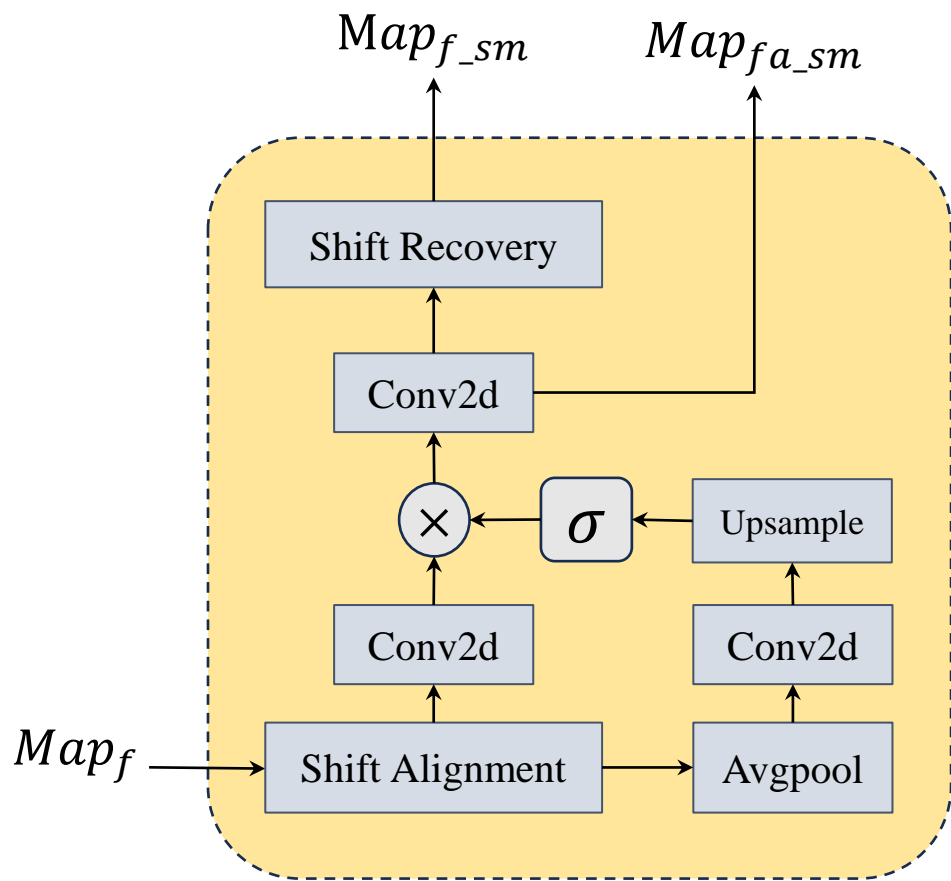 Map_{f_sm}
Map_{fa_sm}
Shift Recovery
Conv2d
×
σ
Upsample
Conv2d
Conv2d
Map_f
Shift Alignment
Avgpool